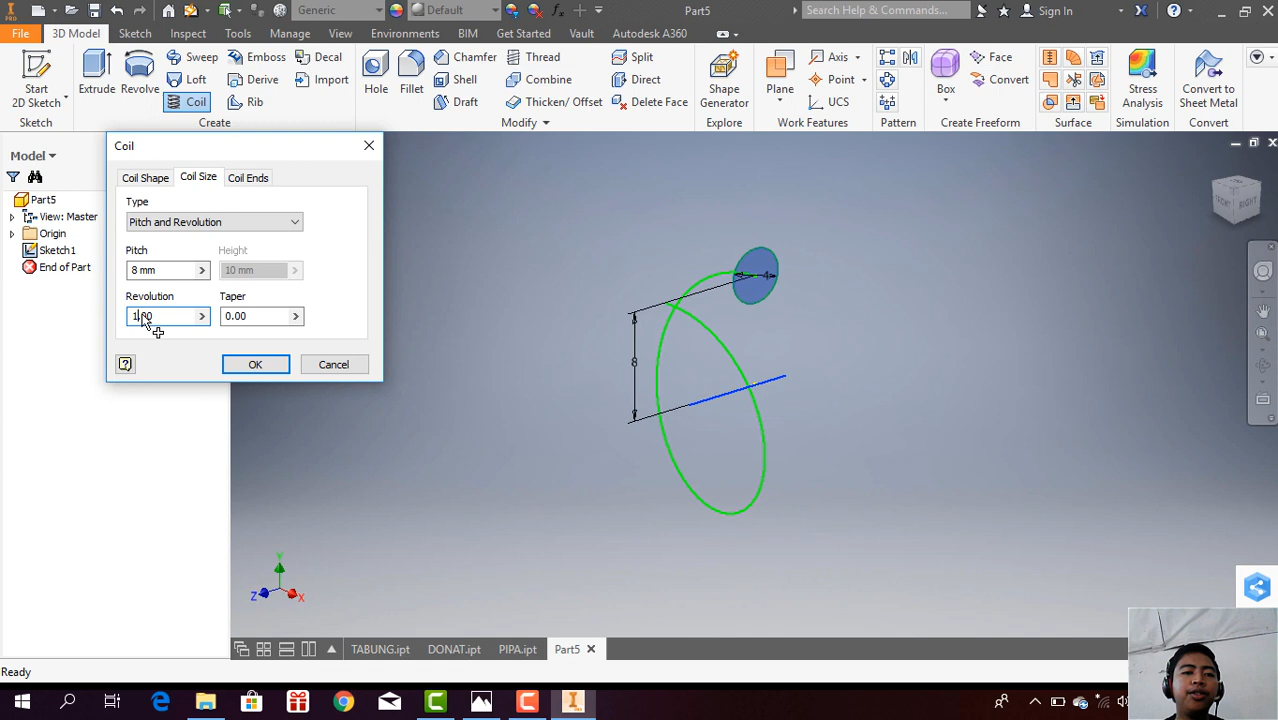 PRO
Generic
Default
fx
Part5
Search Help & Commands...
Sign In
File
3D Model
Sketch
Inspect
Tools
Manage
View
Environments
BIM
Get Started
Vault
Autodesk A360
Start
2D Sketch
Extrude
Revolve
Sweep
Loft
Coil
Emboss
Derive
Rib
Decal
Import
Hole
Fillet
Chamfer
Shell
Draft
Thread
Combine
Thicken/ Offset
Split
Direct
Delete Face
Shape
Generator
Plane
Axis
Point
UCS
Box
Face
Convert
Stress
Analysis
Convert to
Sheet Metal
Sketch
Create
Modify
Explore
Work Features
Pattern
Create Freeform
Surface
Simulation
Convert
Model
Part5
View: Master
Origin
Sketch1
End of Part
Coil
Coil Shape
Coil Size
Coil Ends
Type
Pitch and Revolution
Pitch
Height
8 mm
10 mm
Revolution
Taper
1.00
0.00
OK
Cancel
4
8
RIGHT
Y
Z
X
TABUNG.ipt
DONAT.ipt
PIPA.ipt
Part5
Ready